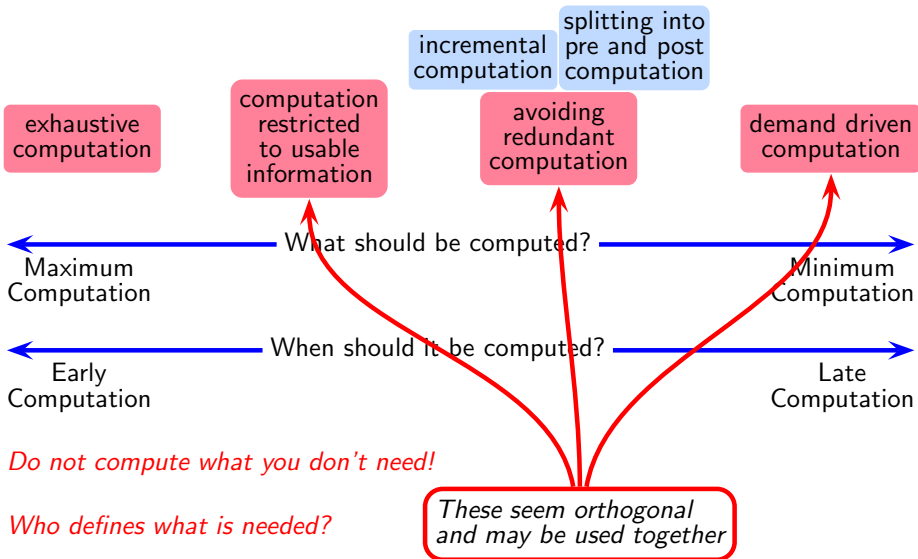 incremental
computation
splitting into
pre and post
computation
exhaustive
computation
computation
restricted
to usable
information
avoiding
redundant
computation
demand driven
computation
What should be computed?
Maximum
Computation
Minimum
Computation
When should it be computed?
Early
Computation
Late
Computation
Do not compute what you don't need!
Who defines what is needed?
These seem orthogonal
and may be used together